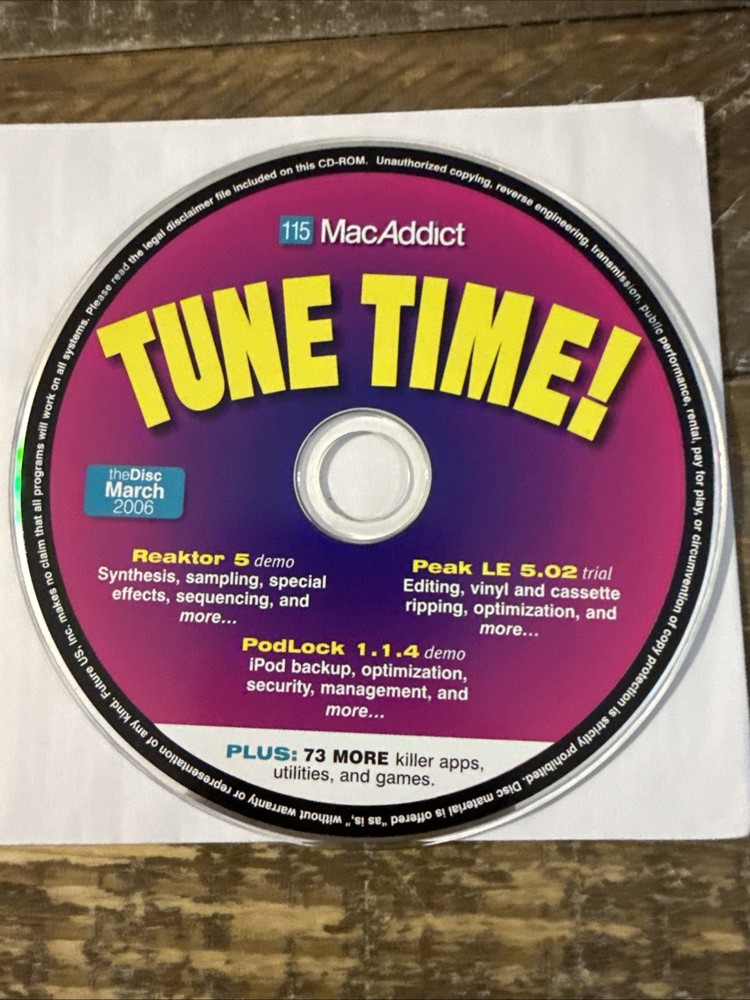 115 MacAddict
TUNE TIME!
theDisc
March
2006
Reaktor 5 demo
Synthesis, sampling, special
effects, sequencing, and
more...
Peak LE 5.02 trial
Editing, vinyl and cassette
ripping, optimization, and
more...
PodLock 1.1.4 demo
iPod backup, optimization,
security, management, and
more...
PLUS: 73 MORE killer apps,
utilities, and games.
Unauthorized copying, reverse engineering, transmission, public performance, rental, pay for play, or circumvention of copy protection is strictly prohibited. Disc material is offered "as is," without warranty or representation of any kind. Future US, Inc. makes no claim that all programs will work on all systems. Please read the legal disclaimer file included on this CD-ROM.